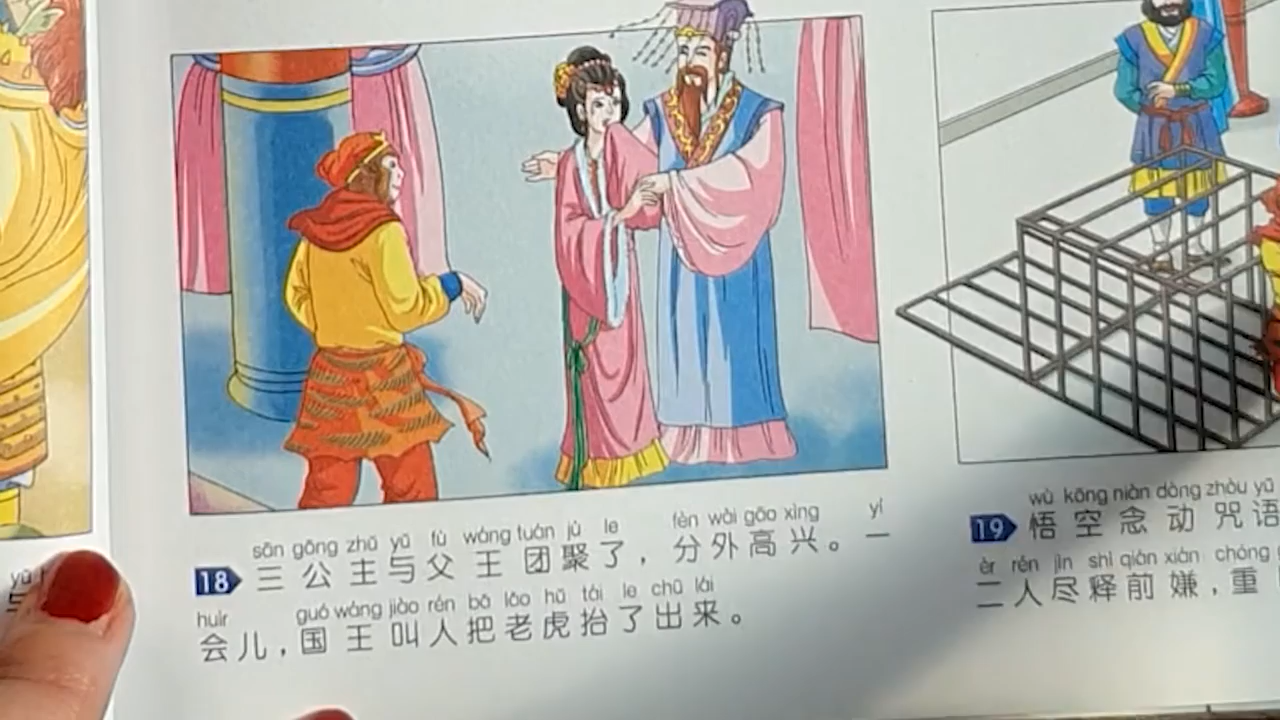 sān gōng zhǔ yǔ fù wáng tuán jù le fèn wài gāo xìng yí
18 三公主与父王团聚了，分外高兴。一
huìr guó wáng jiào rén bǎ lǎo hǔ tái le chū lái
会儿，国王叫人把老虎抬了出来。
wù kōng niàn dòng zhòu yǔ
19 悟空念动咒语
èr rén jìn shì qián xián chóng
二人尽释前嫌，重